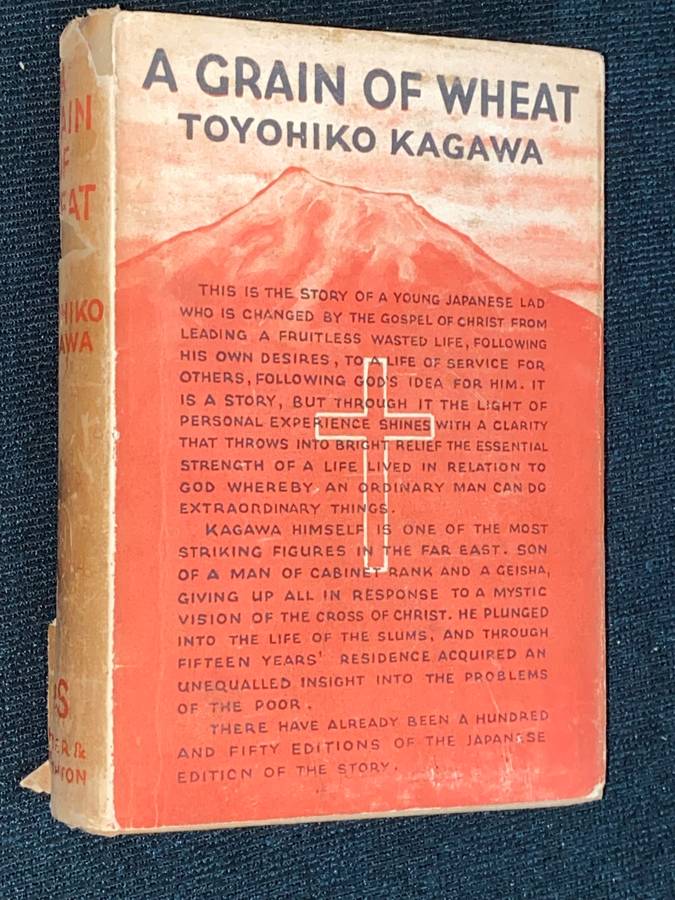 A GRAIN OF WHEAT
TOYOHIKO KAGAWA
THIS IS THE STORY OF A YOUNG JAPANESE LAD
WHO IS CHANGED BY THE GOSPEL OF CHRIST FROM
LEADING A FRUITLESS WASTED LIFE, FOLLOWING
HIS OWN DESIRES, TO A LIFE OF SERVICE FOR
OTHERS, FOLLOWING GOD'S IDEA FOR HIM. IT
IS A STORY, BUT THROUGH IT THE LIGHT OF
PERSONAL EXPERIENCE SHINES WITH A CLARITY
THAT THROWS INTO BRIGHT RELIEF THE ESSENTIAL
STRENGTH OF A LIFE LIVED IN RELATION TO
GOD WHEREBY AN ORDINARY MAN CAN DO
EXTRAORDINARY THINGS.
KAGAWA HIMSELF IS ONE OF THE MOST
STRIKING FIGURES IN THE FAR EAST. SON
OF A MAN OF CABINET RANK AND A GEISHA,
GIVING UP ALL IN RESPONSE TO A MYSTIC
VISION OF THE CROSS OF CHRIST. HE PLUNGED
INTO THE LIFE OF THE SLUMS, AND THROUGH
FIFTEEN YEARS' RESIDENCE ACQUIRED AN
UNEQUALLED INSIGHT INTO THE PROBLEMS
OF THE POOR.
THERE HAVE ALREADY BEEN A HUNDRED
AND FIFTY EDITIONS OF THE JAPANESE
EDITION OF THE STORY.
AIN
HIKO
AWA